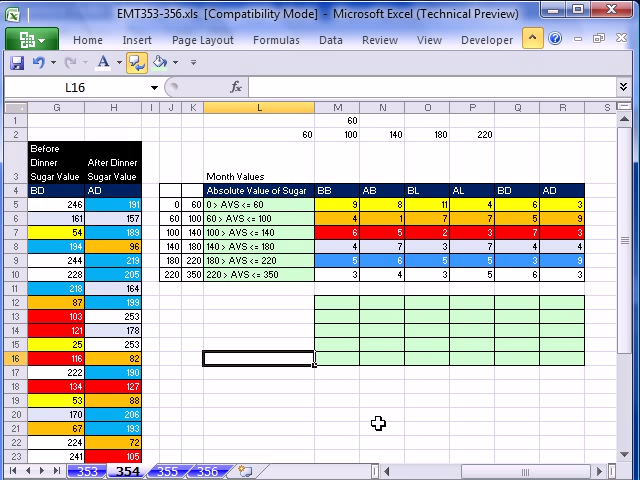 EMT353-356.xls [Compatibility Mode] - Microsoft Excel (Technical Preview)
Home Insert Page Layout Formulas Data Review View Developer
L16 fx
G H I J K L M N O P Q R S
1 60
2 60 100 140 180 220
Before
Dinner After Dinner
3 Sugar Value Sugar Value Month Values
4 BD AD Absolute Value of Sugar BB AB BL AL BD AD
5 246 191 0 60 0 > AVS <= 60 9 8 11 4 6 3
6 161 157 60 100 60 > AVS <= 100 4 1 7 7 5 9
7 54 189 100 140 100 > AVS <= 140 6 5 2 3 7 3
8 194 96 140 180 140 > AVS <= 180 4 7 3 7 4 4
9 244 219 180 220 180 > AVS <= 220 5 6 5 5 3 9
10 228 205 220 350 220 > AVS <= 350 3 4 3 5 6 3
11 218 164
12 87 199
13 103 253
14 121 178
15 25 253
16 116 82
17 222 190
18 134 127
19 53 88
20 170 206
21 67 193
22 224 72
23 241 105
353 354 355 356